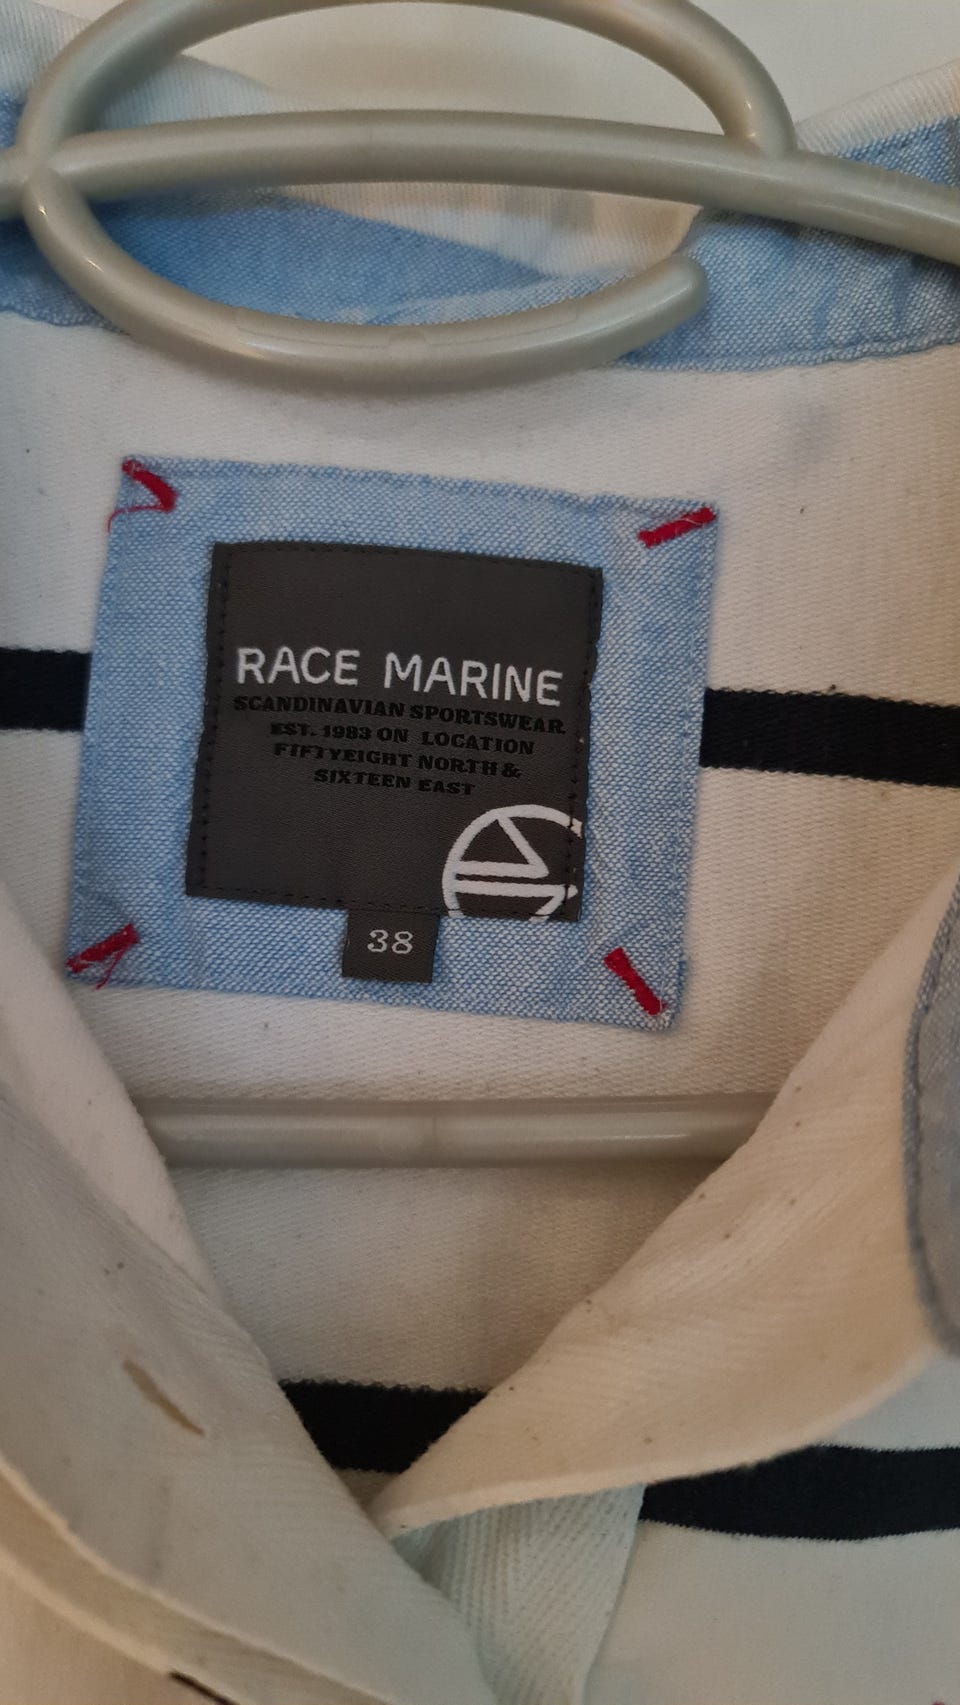 RACE MARINE
SCANDINAVIAN SPORTSWEAR
EST. 1983 ON LOCATION
FIFTYEIGHT NORTH &
SIXTEEN EAST
38